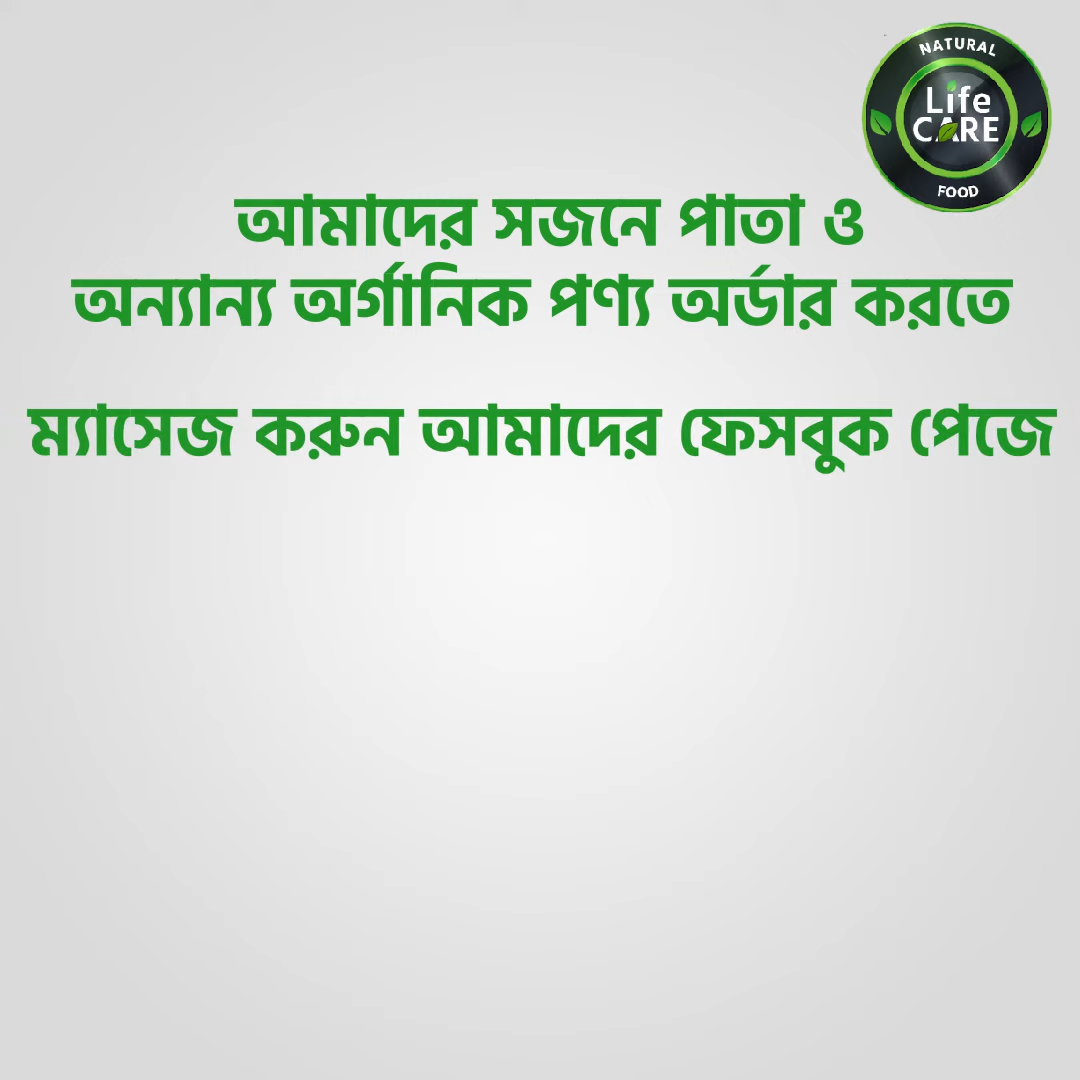 NATURAL
Life
CARE
FOOD
আমাদের সজনে পাতা ও
অন্যান্য অর্গানিক পণ্য অর্ডার করতে
ম্যাসেজ করুন আমাদের ফেসবুক পেজে